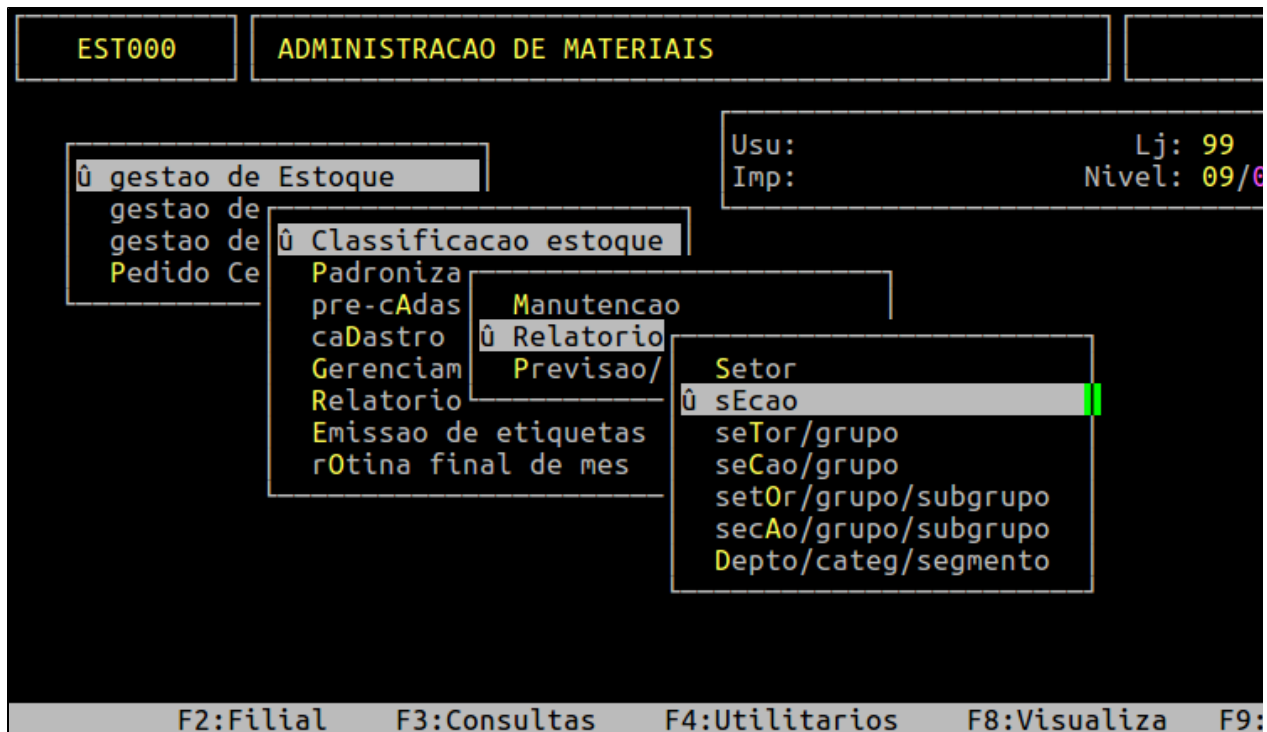 EST000 ADMINISTRACAO DE MATERIAIS
Usu: Lj: 99
Imp: Nivel: 09/0
û gestao de Estoque
gestao de
gestao de
Pedido Ce
û Classificacao estoque
Padroniza
pre-cAdas
caDastro
Gerenciam
Relatorio
Emissao de etiquetas
rOtina final de mes
Manutencao
û Relatorio
Previsao/
Setor
û sEcao
seTor/grupo
seCao/grupo
setOr/grupo/subgrupo
secAo/grupo/subgrupo
Depto/categ/segmento
F2:Filial F3:Consultas F4:Utilitarios F8:Visualiza F9: